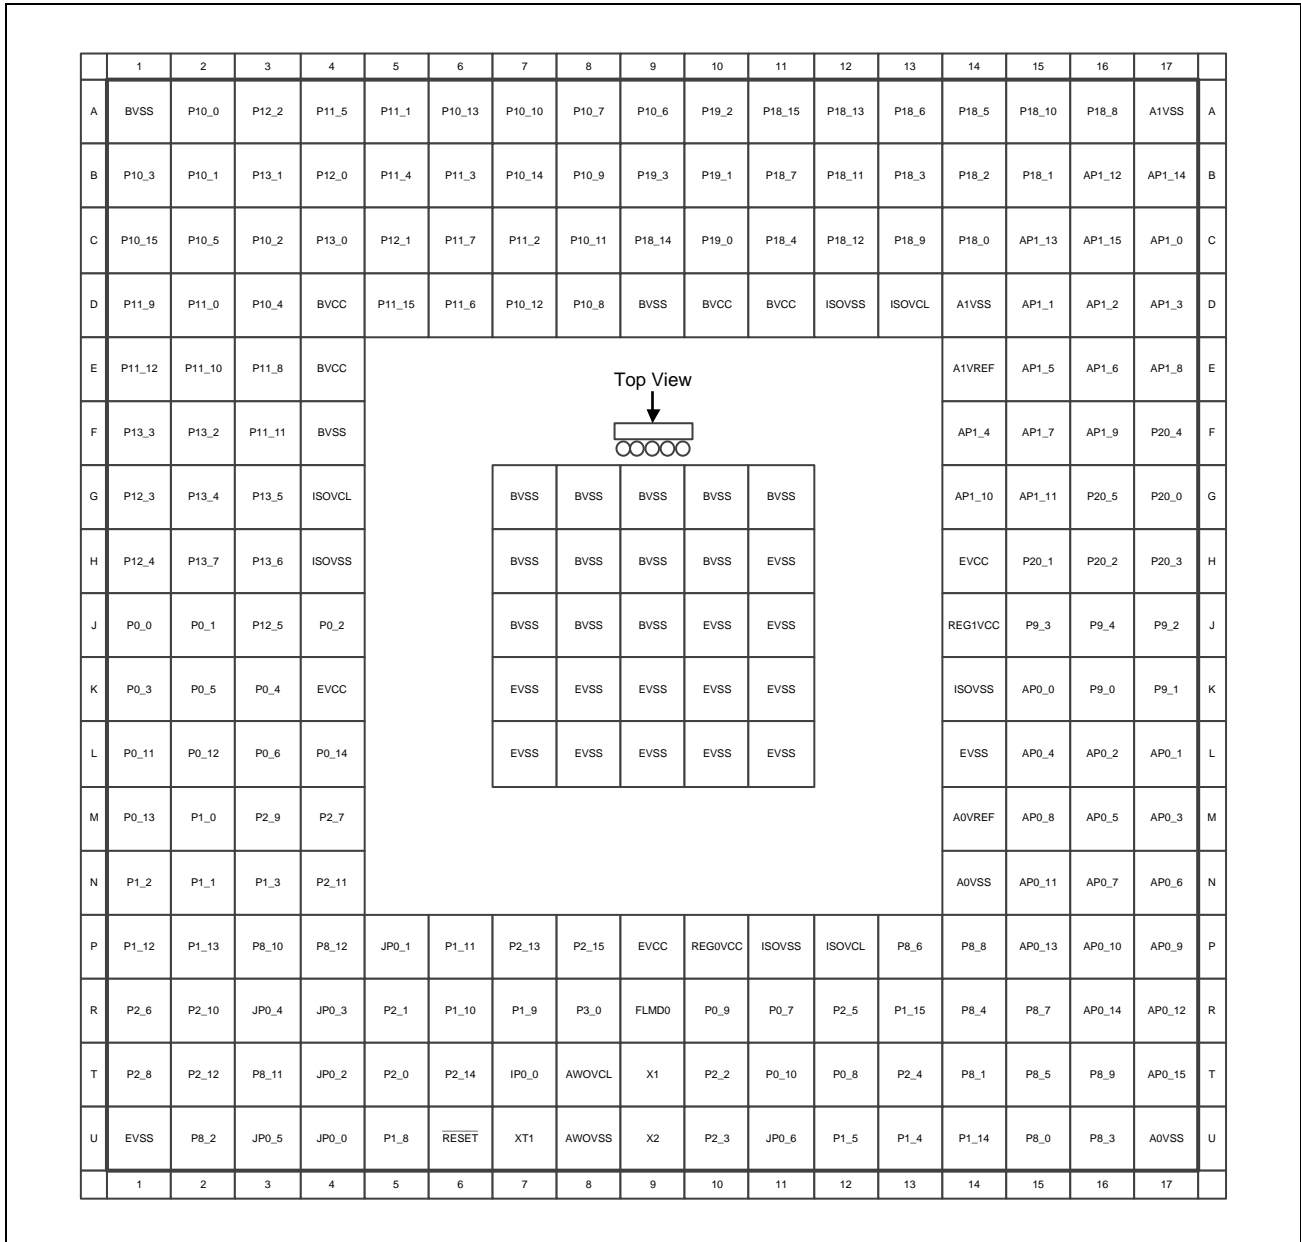 1 2 3 4 5 6 7 8 9 10 11 12 13 14 15 16 17
A BVSS P10_0 P12_2 P11_5 P11_1 P10_13 P10_10 P10_7 P10_6 P19_2 P18_15 P18_13 P18_6 P18_5 P18_10 P18_8 A1VSS A
B P10_3 P10_1 P13_1 P12_0 P11_4 P11_3 P10_14 P10_9 P19_3 P19_1 P18_7 P18_11 P18_3 P18_2 P18_1 AP1_12 AP1_14 B
C P10_15 P10_5 P10_2 P13_0 P12_1 P11_7 P11_2 P10_11 P18_14 P19_0 P18_4 P18_12 P18_9 P18_0 AP1_13 AP1_15 AP1_0 C
D P11_9 P11_0 P10_4 BVCC P11_15 P11_6 P10_12 P10_8 BVSS BVCC BVCC ISOVSS ISOVCL A1VSS AP1_1 AP1_2 AP1_3 D
E P11_12 P11_10 P11_8 BVCC A1VREF AP1_5 AP1_6 AP1_8 E
Top View
F P13_3 P13_2 P11_11 BVSS AP1_4 AP1_7 AP1_9 P20_4 F
G P12_3 P13_4 P13_5 ISOVCL BVSS BVSS BVSS BVSS BVSS AP1_10 AP1_11 P20_5 P20_0 G
H P12_4 P13_7 P13_6 ISOVSS BVSS BVSS BVSS BVSS EVSS EVCC P20_1 P20_2 P20_3 H
J P0_0 P0_1 P12_5 P0_2 BVSS BVSS BVSS EVSS EVSS REG1VCC P9_3 P9_4 P9_2 J
K P0_3 P0_5 P0_4 EVCC EVSS EVSS EVSS EVSS EVSS ISOVSS AP0_0 P9_0 P9_1 K
L P0_11 P0_12 P0_6 P0_14 EVSS EVSS EVSS EVSS EVSS EVSS AP0_4 AP0_2 AP0_1 L
M P0_13 P1_0 P2_9 P2_7 A0VREF AP0_8 AP0_5 AP0_3 M
N P1_2 P1_1 P1_3 P2_11 A0VSS AP0_11 AP0_7 AP0_6 N
P P1_12 P1_13 P8_10 P8_12 JP0_1 P1_11 P2_13 P2_15 EVCC REG0VCC ISOVSS ISOVCL P8_6 P8_8 AP0_13 AP0_10 AP0_9 P
R P2_6 P2_10 JP0_4 JP0_3 P2_1 P1_10 P1_9 P3_0 FLMD0 P0_9 P0_7 P2_5 P1_15 P8_4 P8_7 AP0_14 AP0_12 R
T P2_8 P2_12 P8_11 JP0_2 P2_0 P2_14 IP0_0 AWOVCL X1 P2_2 P0_10 P0_8 P2_4 P8_1 P8_5 P8_9 AP0_15 T
U EVSS P8_2 JP0_5 JP0_0 P1_8 RESET XT1 AWOVSS X2 P2_3 JP0_6 P1_5 P1_4 P1_14 P8_0 P8_3 A0VSS U
1 2 3 4 5 6 7 8 9 10 11 12 13 14 15 16 17